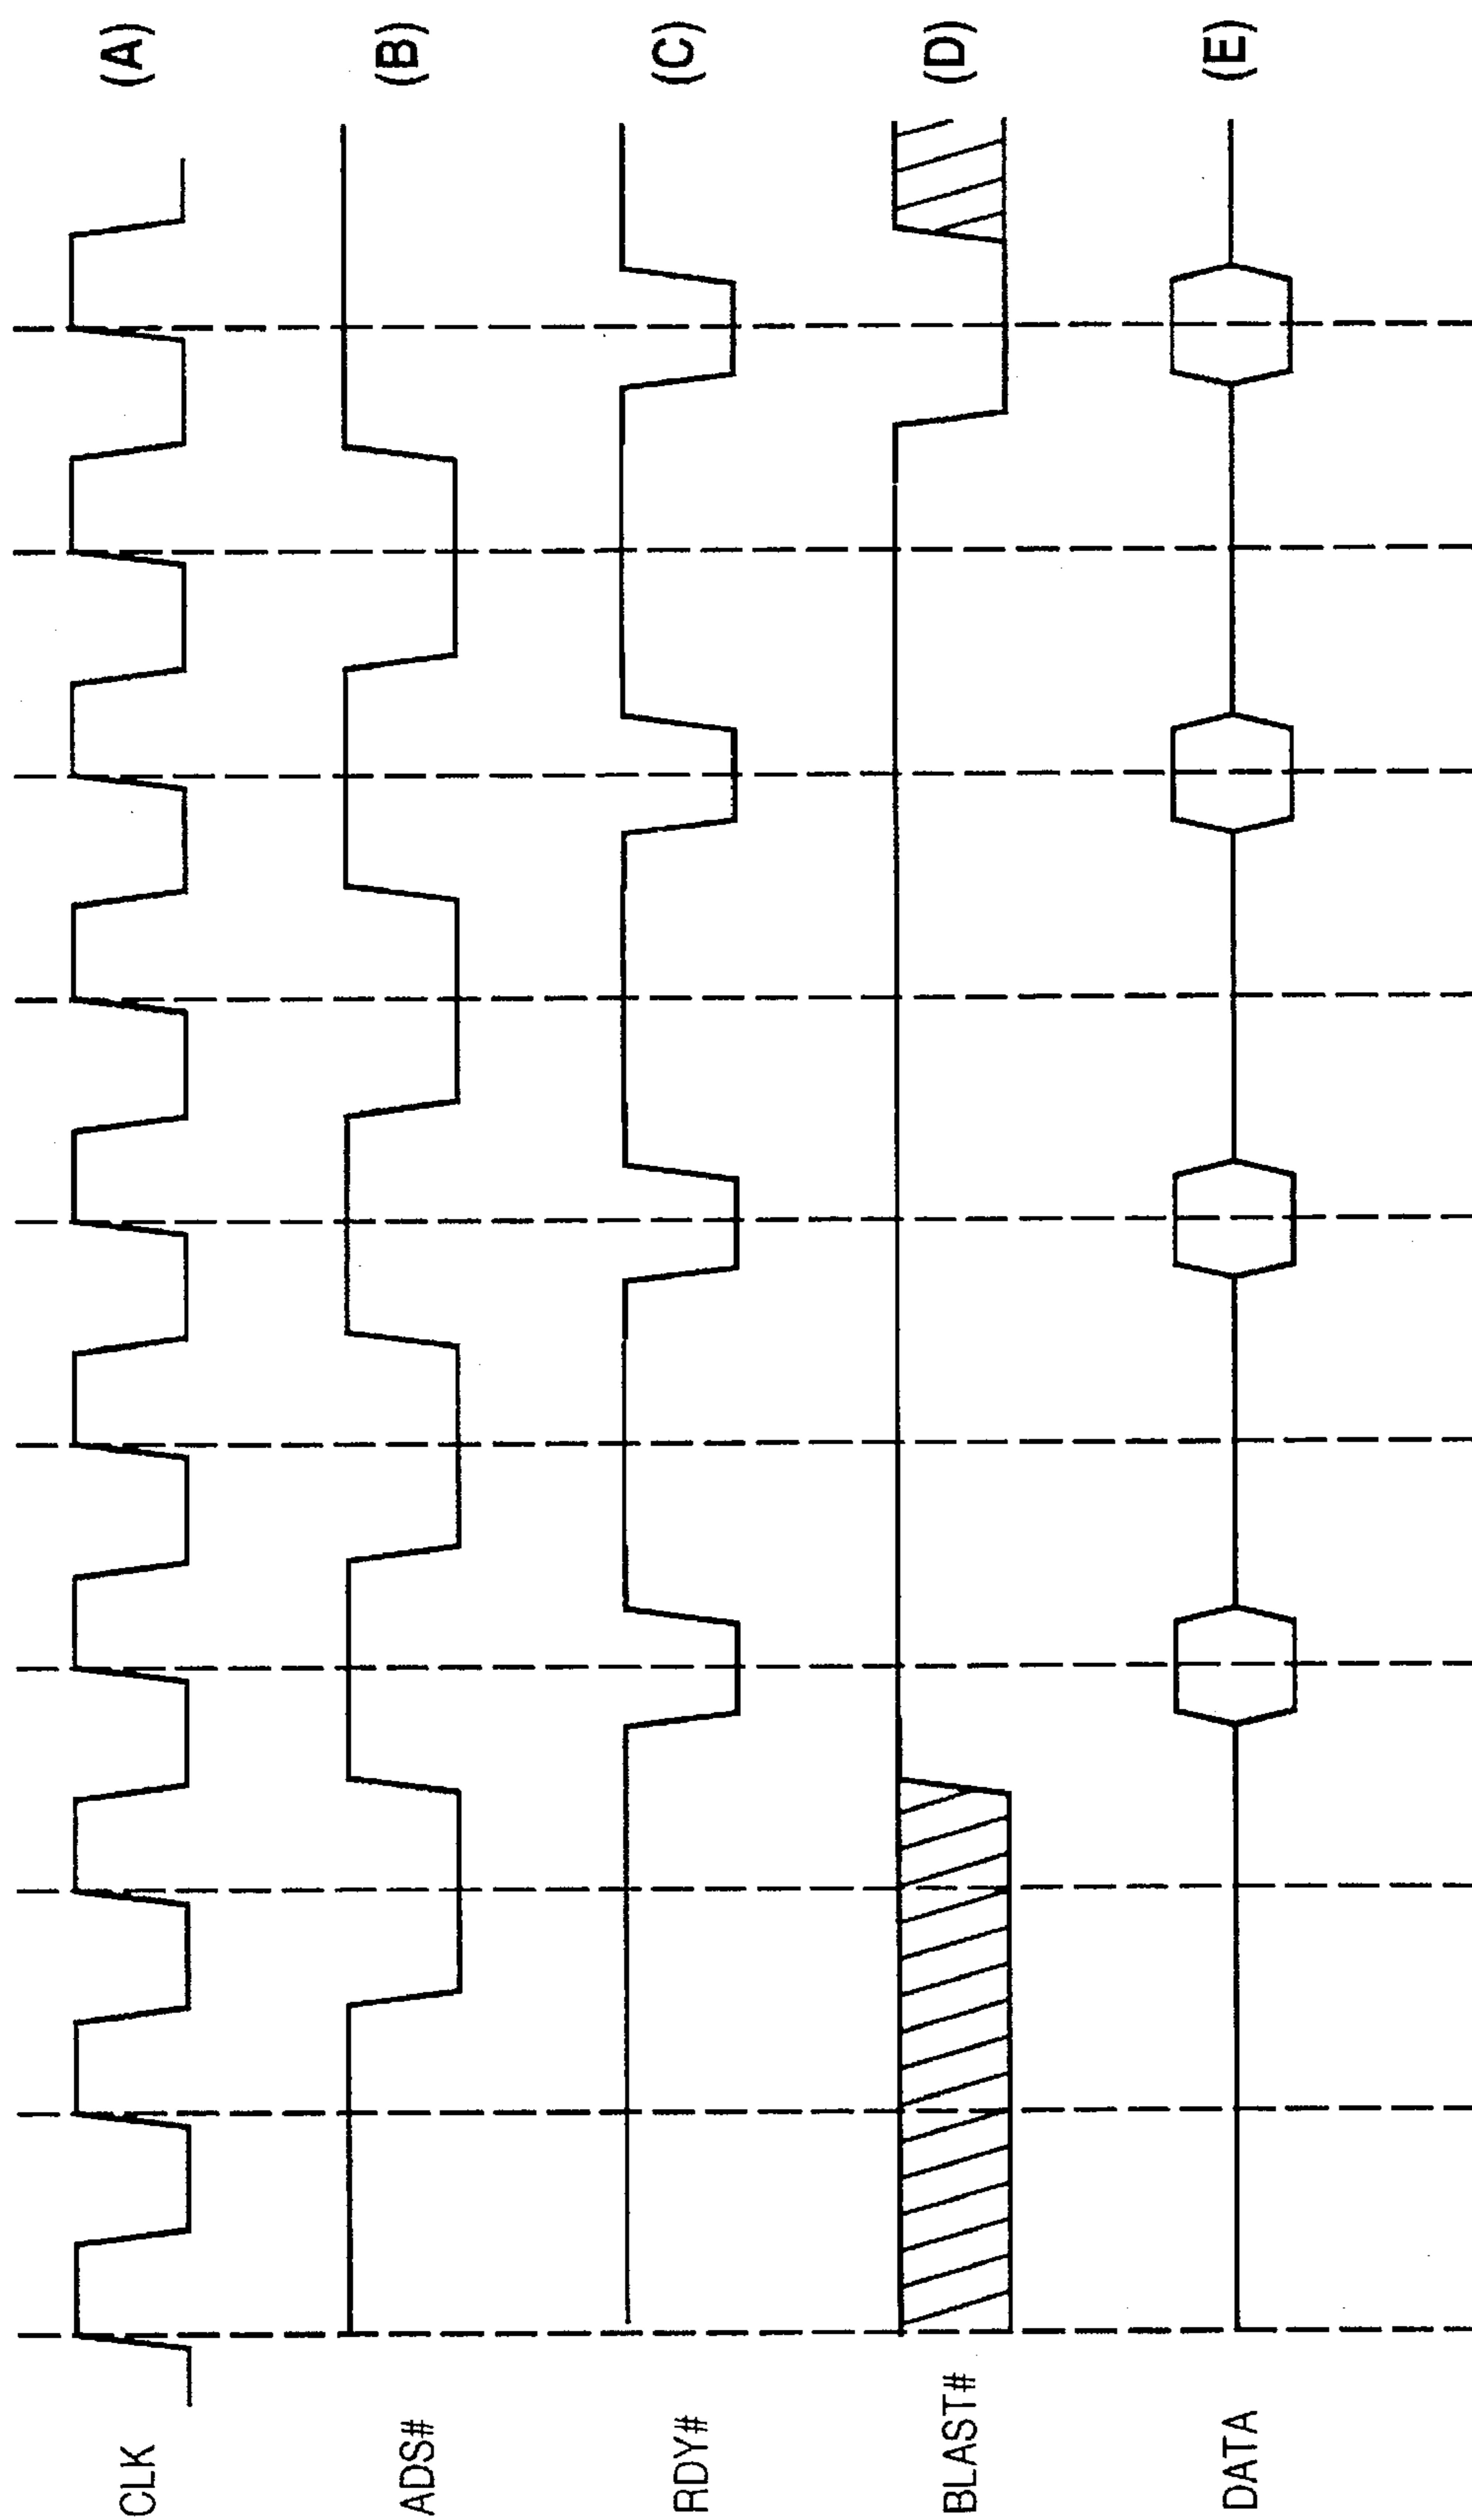 CLK (A)
ADS# (B)
RDY# (C)
BLAST# (D)
DATA (E)